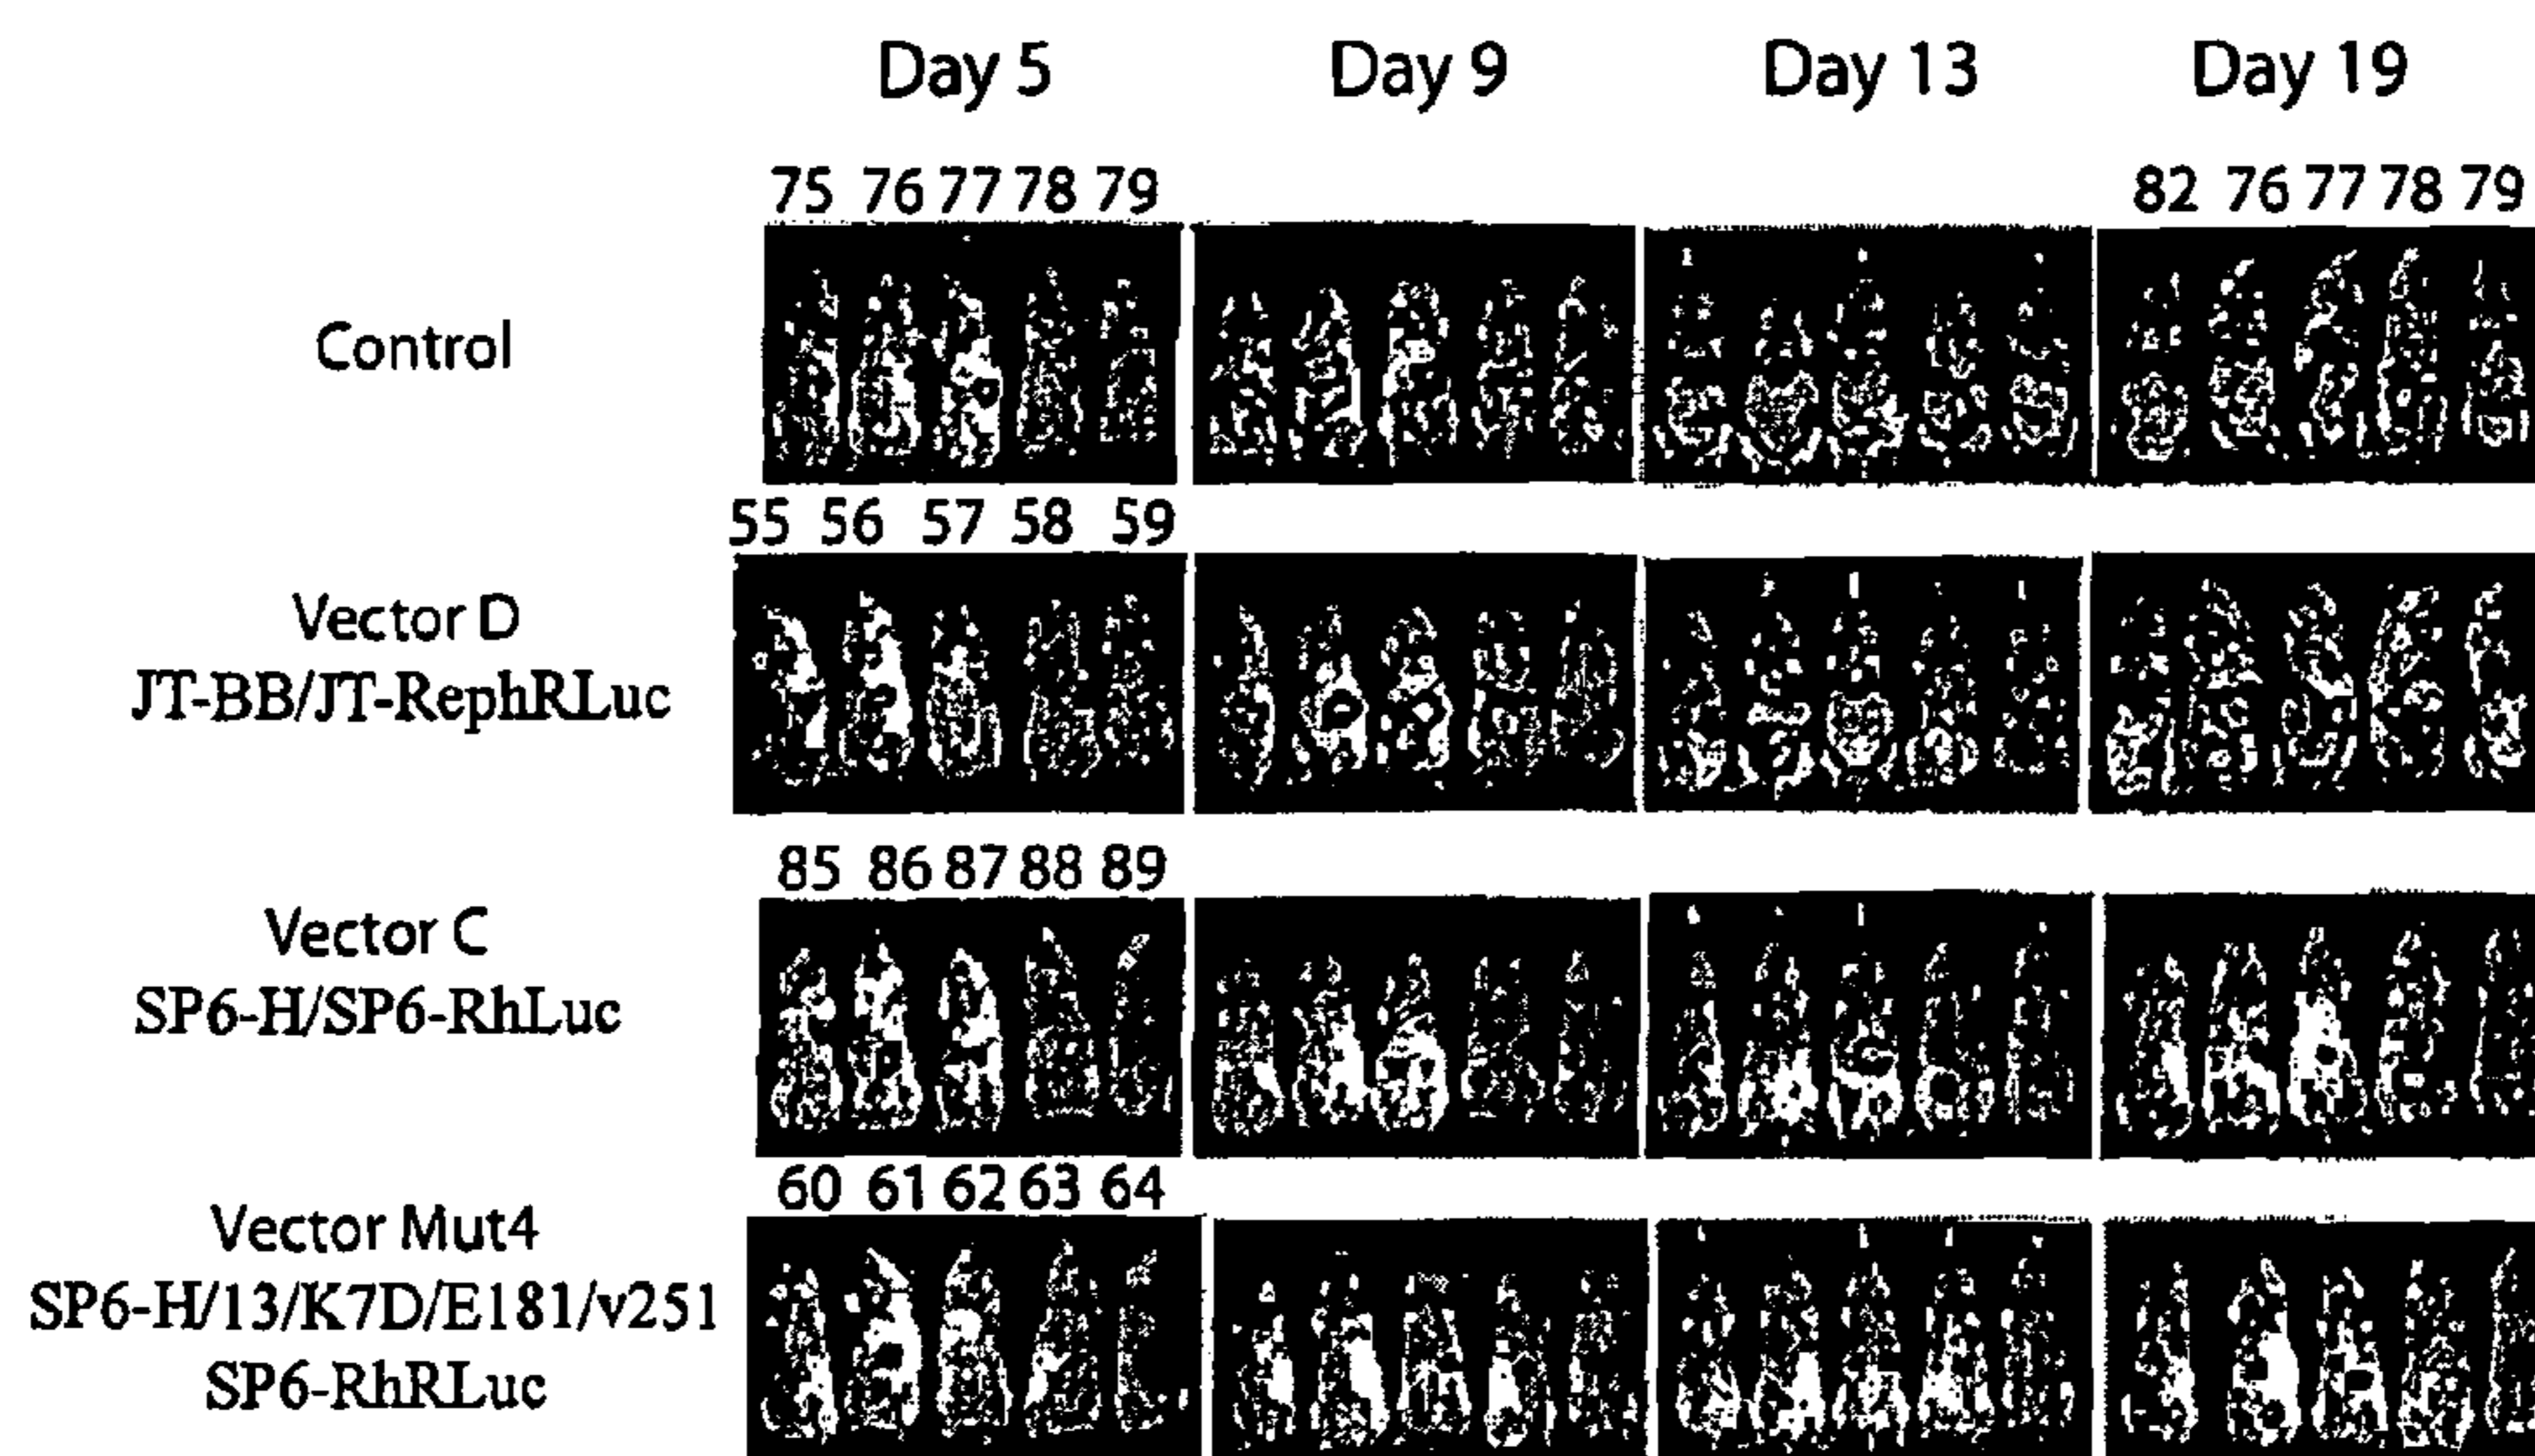 Day 5 Day 9 Day 13 Day 19
75 76 77 78 79 82 76 77 78 79
Control
55 56 57 58 59
Vector D
JT-BB/JT-RephRLuc
85 86 87 88 89
Vector C
SP6-H/SP6-RhLuc
60 61 62 63 64
Vector Mut4
SP6-H/13/K7D/E181/v251
SP6-RhRLuc